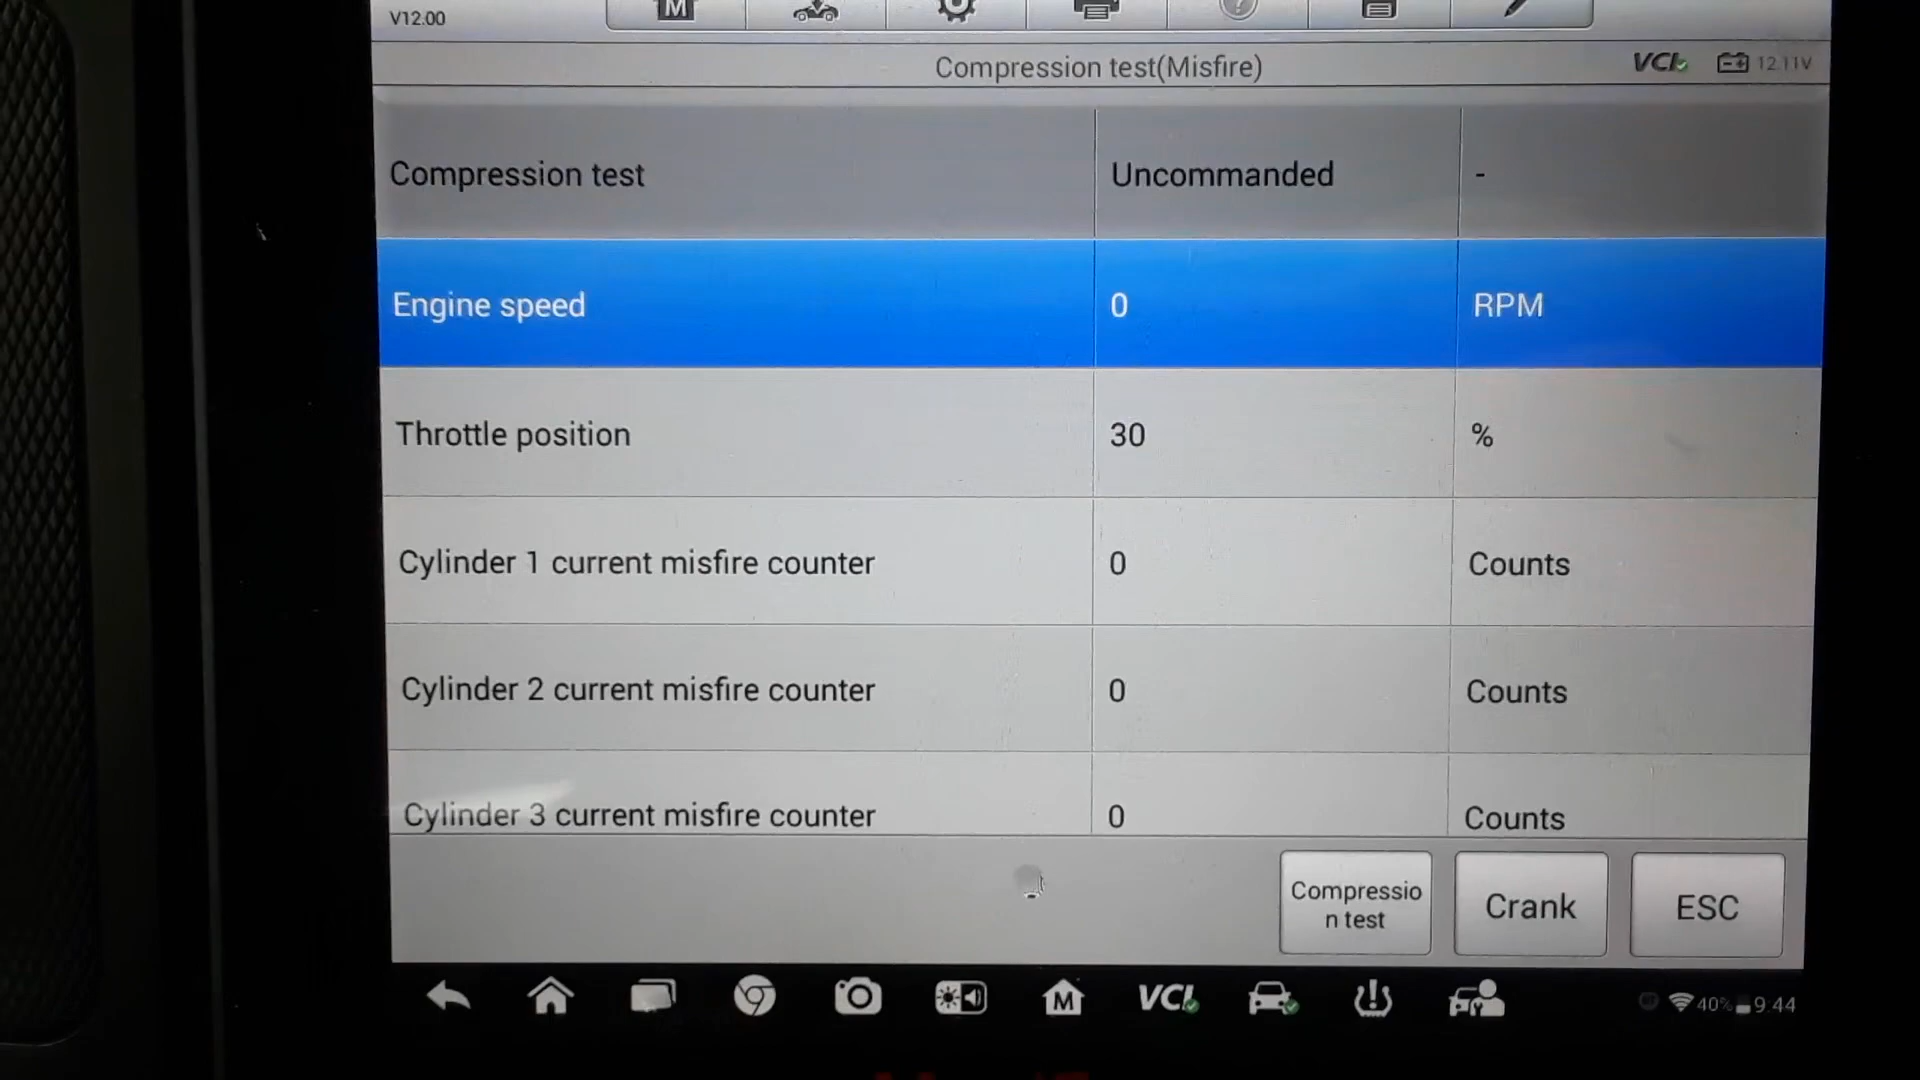 V12.00
M
Compression test(Misfire)
VCI
12.11V
Compression test Uncommanded -
Engine speed 0 RPM
Throttle position 30 %
Cylinder 1 current misfire counter 0 Counts
Cylinder 2 current misfire counter 0 Counts
Cylinder 3 current misfire counter 0 Counts
Compressio
n test
Crank
ESC
M
VCI
40% 9:44